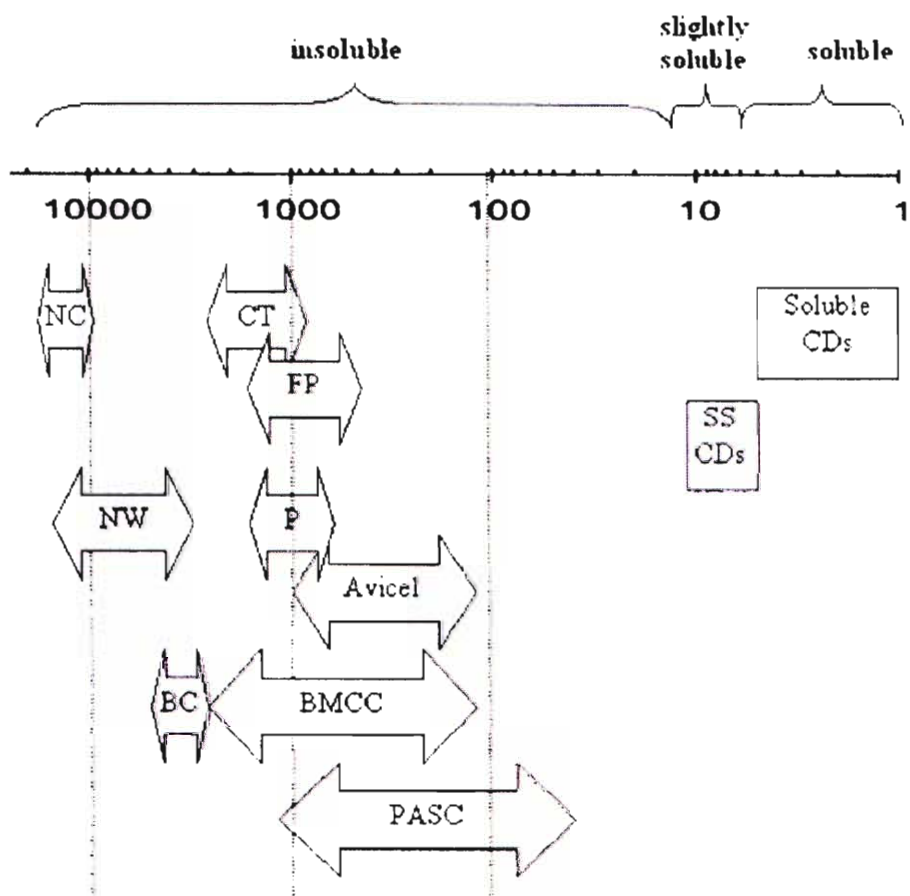 insoluble
slightly
soluble
soluble
10000 1000 100 10 1
NC
CT
Soluble
CDs
FP
SS
CDs
NW
P
Avicel
BC
BMCC
PASC